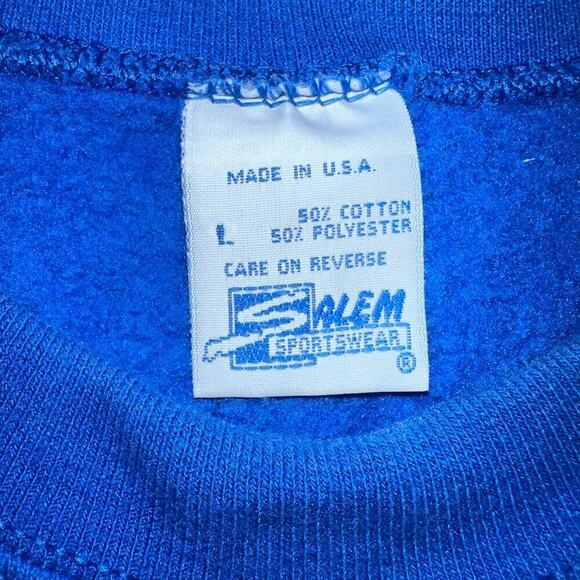 MADE IN U.S.A.
50% COTTON
L 50% POLYESTER
CARE ON REVERSE
SALEM
SPORTSWEAR
®